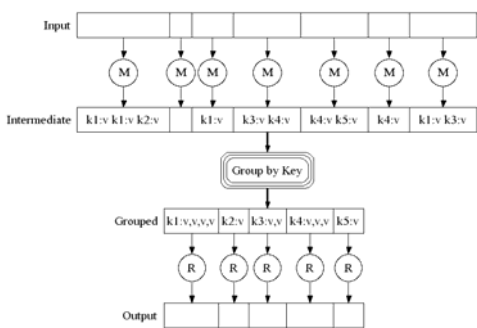 Input
M M M M M M M
Intermediate k1:v k1:v k2:v k1:v k3:v k4:v k4:v k5:v k4:v k1:v k3:v
Group by Key
Grouped k1:v,v,v,v k2:v k3:v,v k4:v,v,v k5:v
R R R R R
Output